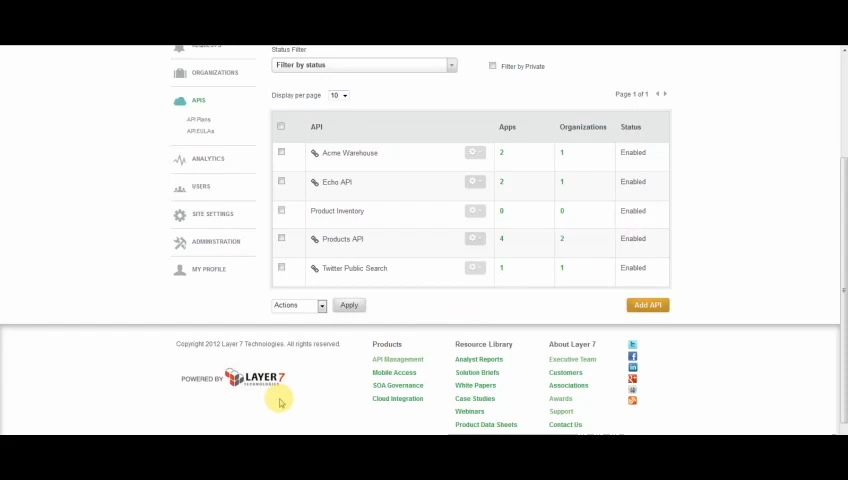 REQUESTS
ORGANIZATIONS
APIS
API Plans
API EULAs
ANALYTICS
USERS
SITE SETTINGS
ADMINISTRATION
MY PROFILE
Status Filter
Filter by status
Filter by Private
Display per page 10
Page 1 of 1
API Apps Organizations Status
Acme Warehouse 2 1 Enabled
Echo API 2 1 Enabled
Product Inventory 0 0 Enabled
Products API 4 2 Enabled
Twitter Public Search 1 1 Enabled
Actions Apply Add API
Copyright 2012 Layer 7 Technologies. All rights reserved.
POWERED BY LAYER 7
TECHNOLOGIES
Products
API Management
Mobile Access
SOA Governance
Cloud Integration
Resource Library
Analyst Reports
Solution Briefs
White Papers
Case Studies
Webinars
Product Data Sheets
About Layer 7
Executive Team
Customers
Associations
Awards
Support
Contact Us